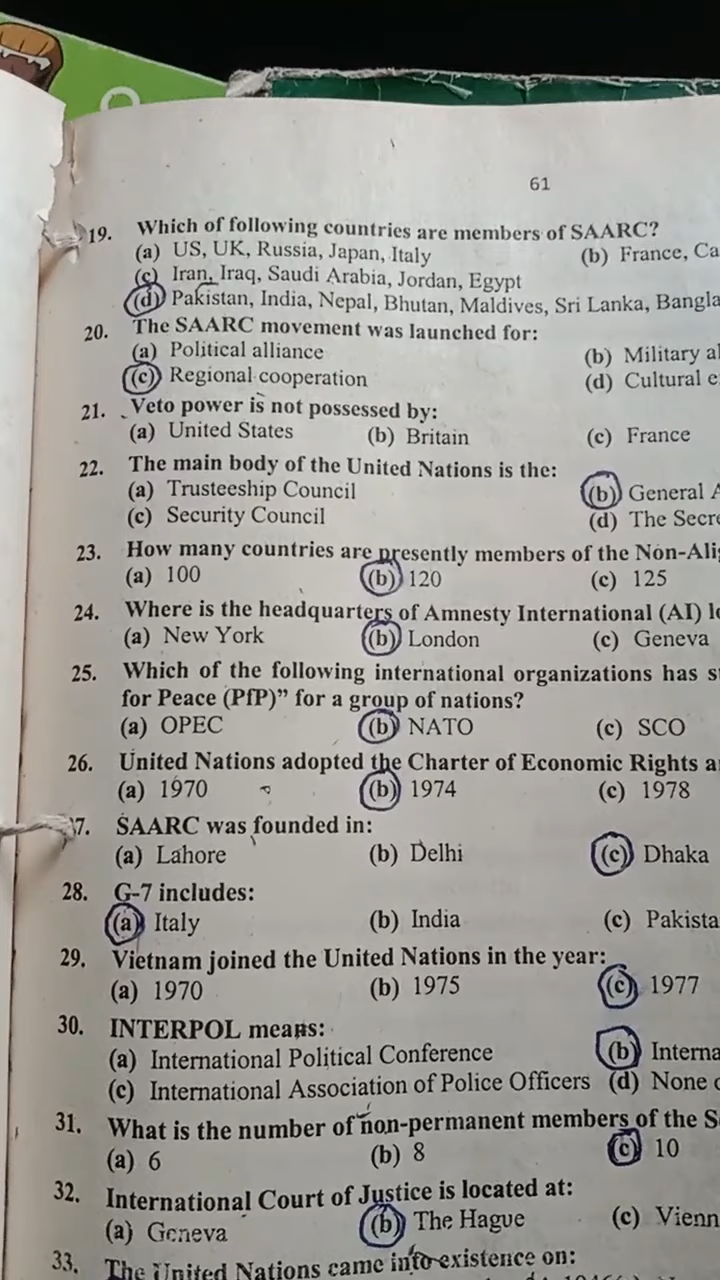 61
19. Which of following countries are members of SAARC?
(a) US, UK, Russia, Japan, Italy (b) France, Ca
(c) Iran, Iraq, Saudi Arabia, Jordan, Egypt
(d) Pakistan, India, Nepal, Bhutan, Maldives, Sri Lanka, Bangla
20. The SAARC movement was launched for:
(a) Political alliance (b) Military al
(c) Regional cooperation (d) Cultural e
21. Veto power is not possessed by:
(a) United States (b) Britain (c) France
22. The main body of the United Nations is the:
(a) Trusteeship Council (b) General A
(c) Security Council (d) The Secre
23. How many countries are presently members of the Non-Alig
(a) 100 (b) 120 (c) 125
24. Where is the headquarters of Amnesty International (AI) lo
(a) New York (b) London (c) Geneva
25. Which of the following international organizations has s
for Peace (PfP)” for a group of nations?
(a) OPEC (b) NATO (c) SCO
26. United Nations adopted the Charter of Economic Rights a
(a) 1970 (b) 1974 (c) 1978
7. SAARC was founded in:
(a) Lahore (b) Delhi (c) Dhaka
28. G-7 includes:
(a) Italy (b) India (c) Pakista
29. Vietnam joined the United Nations in the year:
(a) 1970 (b) 1975 (c) 1977
30. INTERPOL means:
(a) International Political Conference (b) Interna
(c) International Association of Police Officers (d) None
31. What is the number of non-permanent members of the S
(a) 6 (b) 8 (c) 10
32. International Court of Justice is located at:
(a) Geneva (b) The Hague (c) Vienn
33. The United Nations came into existence on: